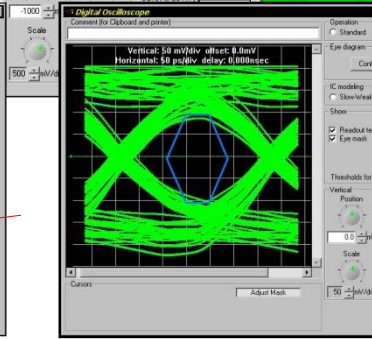 -1000
Scale
500 mV/di
Digital Oscilloscope
Comment (for Clipboard and printer)
Vertical: 50 mV/div offset: 0.0mV
Horizontal: 50 ps/div delay: 0.000nsec
Cursors
Adjust Mask
Operation
Standard
Eye diagram
Conf
IC modeling
Slow-Weak
Show
Readout te
Eye mask
Thresholds for
Vertical
Position
0.0 m
Scale
50 mV/di